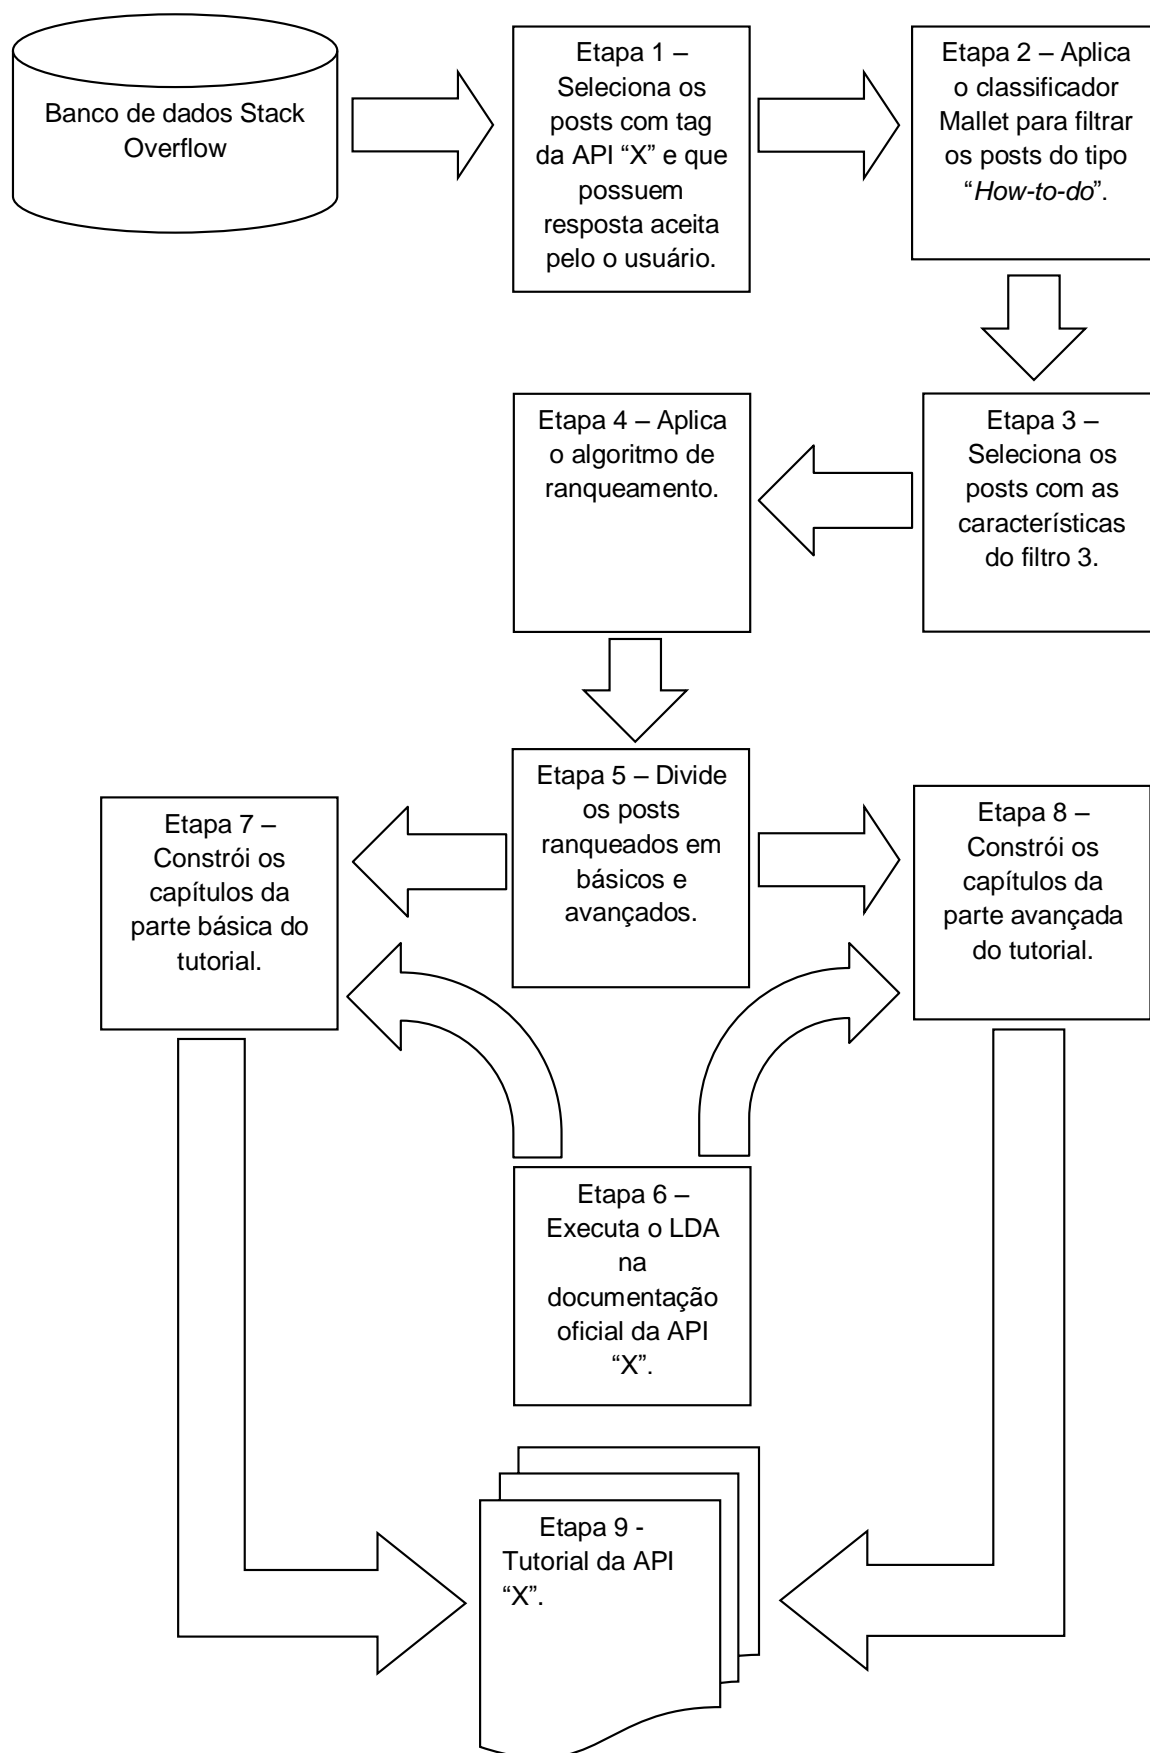 Banco de dados Stack
Overflow
Etapa 1 –
Seleciona os
posts com tag
da API “X” e que
possuem
resposta aceita
pelo o usuário.
Etapa 2 – Aplica
o classificador
Mallet para filtrar
os posts do tipo
“How-to-do”.
Etapa 3 –
Seleciona os
posts com as
características
do filtro 3.
Etapa 4 – Aplica
o algoritmo de
ranqueamento.
Etapa 5 – Divide
os posts
ranqueados em
básicos e
avançados.
Etapa 7 –
Constrói os
capítulos da
parte básica do
tutorial.
Etapa 8 –
Constrói os
capítulos da
parte avançada
do tutorial.
Etapa 6 –
Executa o LDA
na
documentação
oficial da API
“X”.
Etapa 9 -
Tutorial da API
“X”.